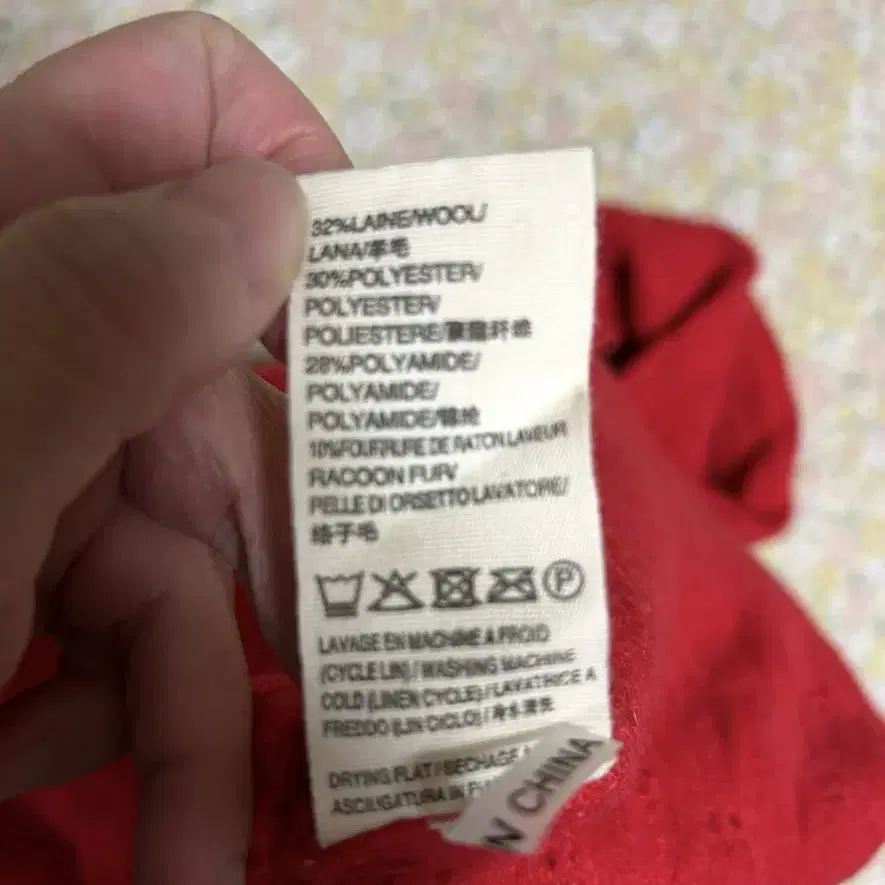 32%LAINE/WOOL/
LANA/羊毛
30%POLYESTER/
POLYESTER/
POLIESTERE/聚酯纤维
28%POLYAMIDE/
POLYAMIDE/
POLYAMIDE/锦纶
10%FOURRURE DE RATON LAVEUR
RACOON FUR/
PELLE DI ORSETTO LAVATORE/
子毛
P
LAVAGE EN MACHINE A FROID
(CYCLE LIN) / WASHING MACHINE
COLD (LINEN CYCLE) / LAVATRICE A
FREDDO (LIN CICLO) / 冷水
DRYING FLAT / SECHAGE
ASCIUGATURA IN
N CHINA